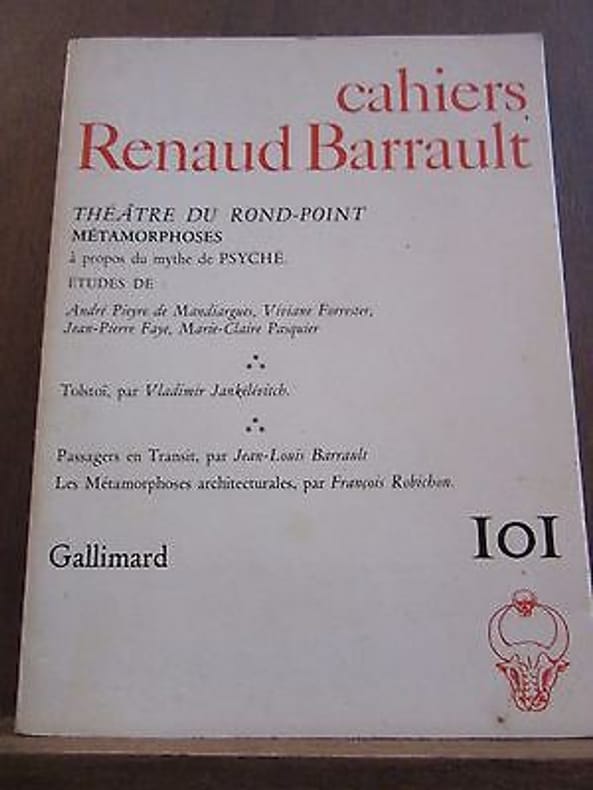 cahiers
Renaud Barrault
THÉÂTRE DU ROND-POINT
MÉTAMORPHOSES
à propos du mythe de PSYCHÉ.
ÉTUDES DE
André Pieyre de Mandiargues, Viviane Forrester,
Jean-Pierre Faye, Marie-Claire Pasquier
Tolstoï, par Vladimir Jankélévitch.
Passagers en Transit, par Jean-Louis Barrault
Les Métamorphoses architecturales, par François Robichon.
Gallimard
101